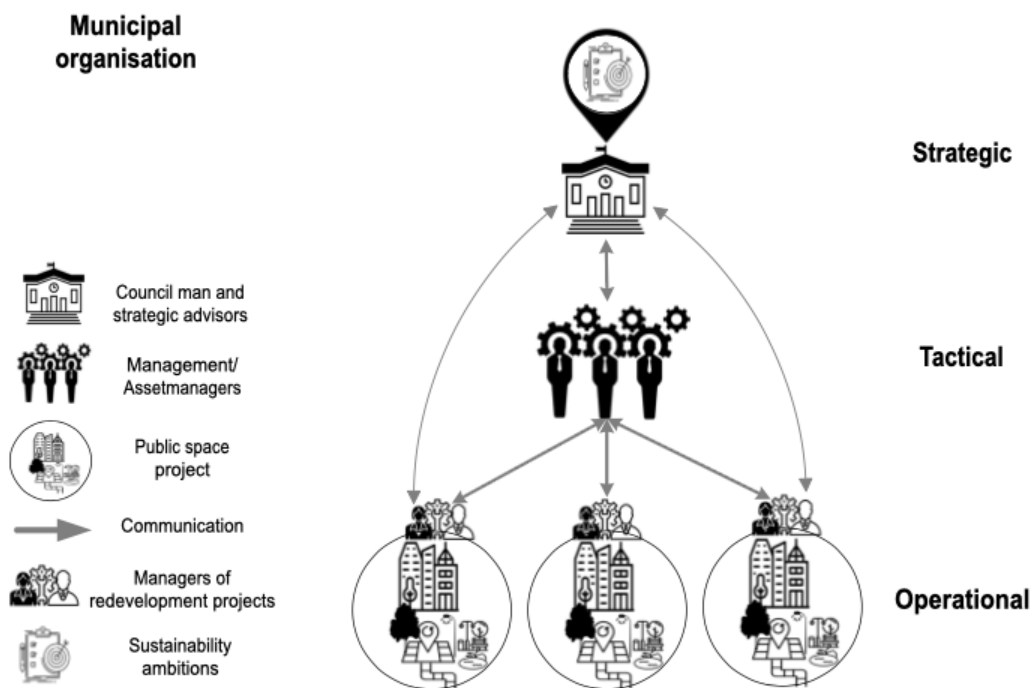 Municipal
organisation
Strategic
Council man and
strategic advisors
Management/
Assetmanagers
Tactical
Public space
project
Communication
Managers of
redevelopment projects
Operational
Sustainability
ambitions